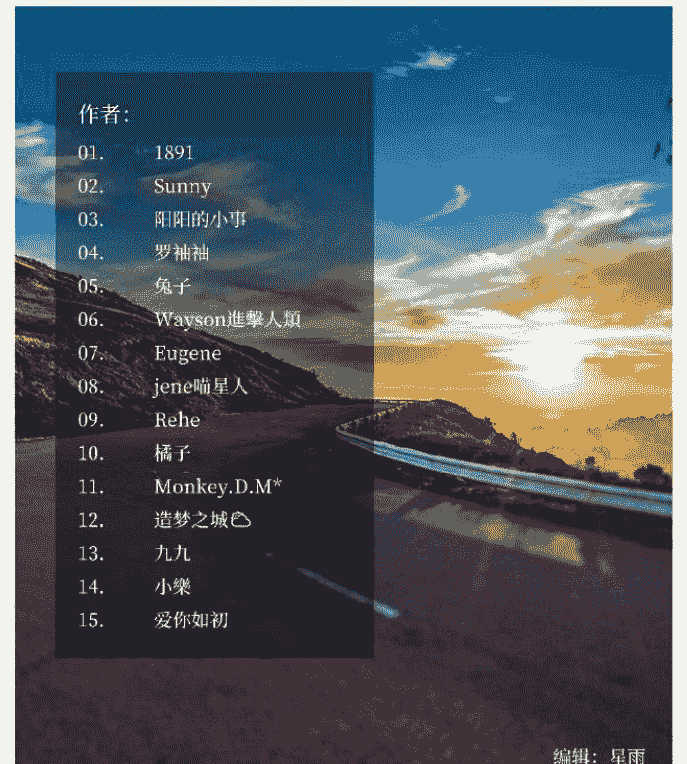 作者：
01. 1891
02. Sunny
03. 阳阳的小事
04. 罗袖袖
05. 兔子
06. Wayson進擊人類
07. Eugene
08. jene喵星人
09. Rehe
10. 橘子
11. Monkey.D.M*
12. 造梦之城🌥
13. 九九
14. 小樂
15. 爱你如初
编辑：星雨